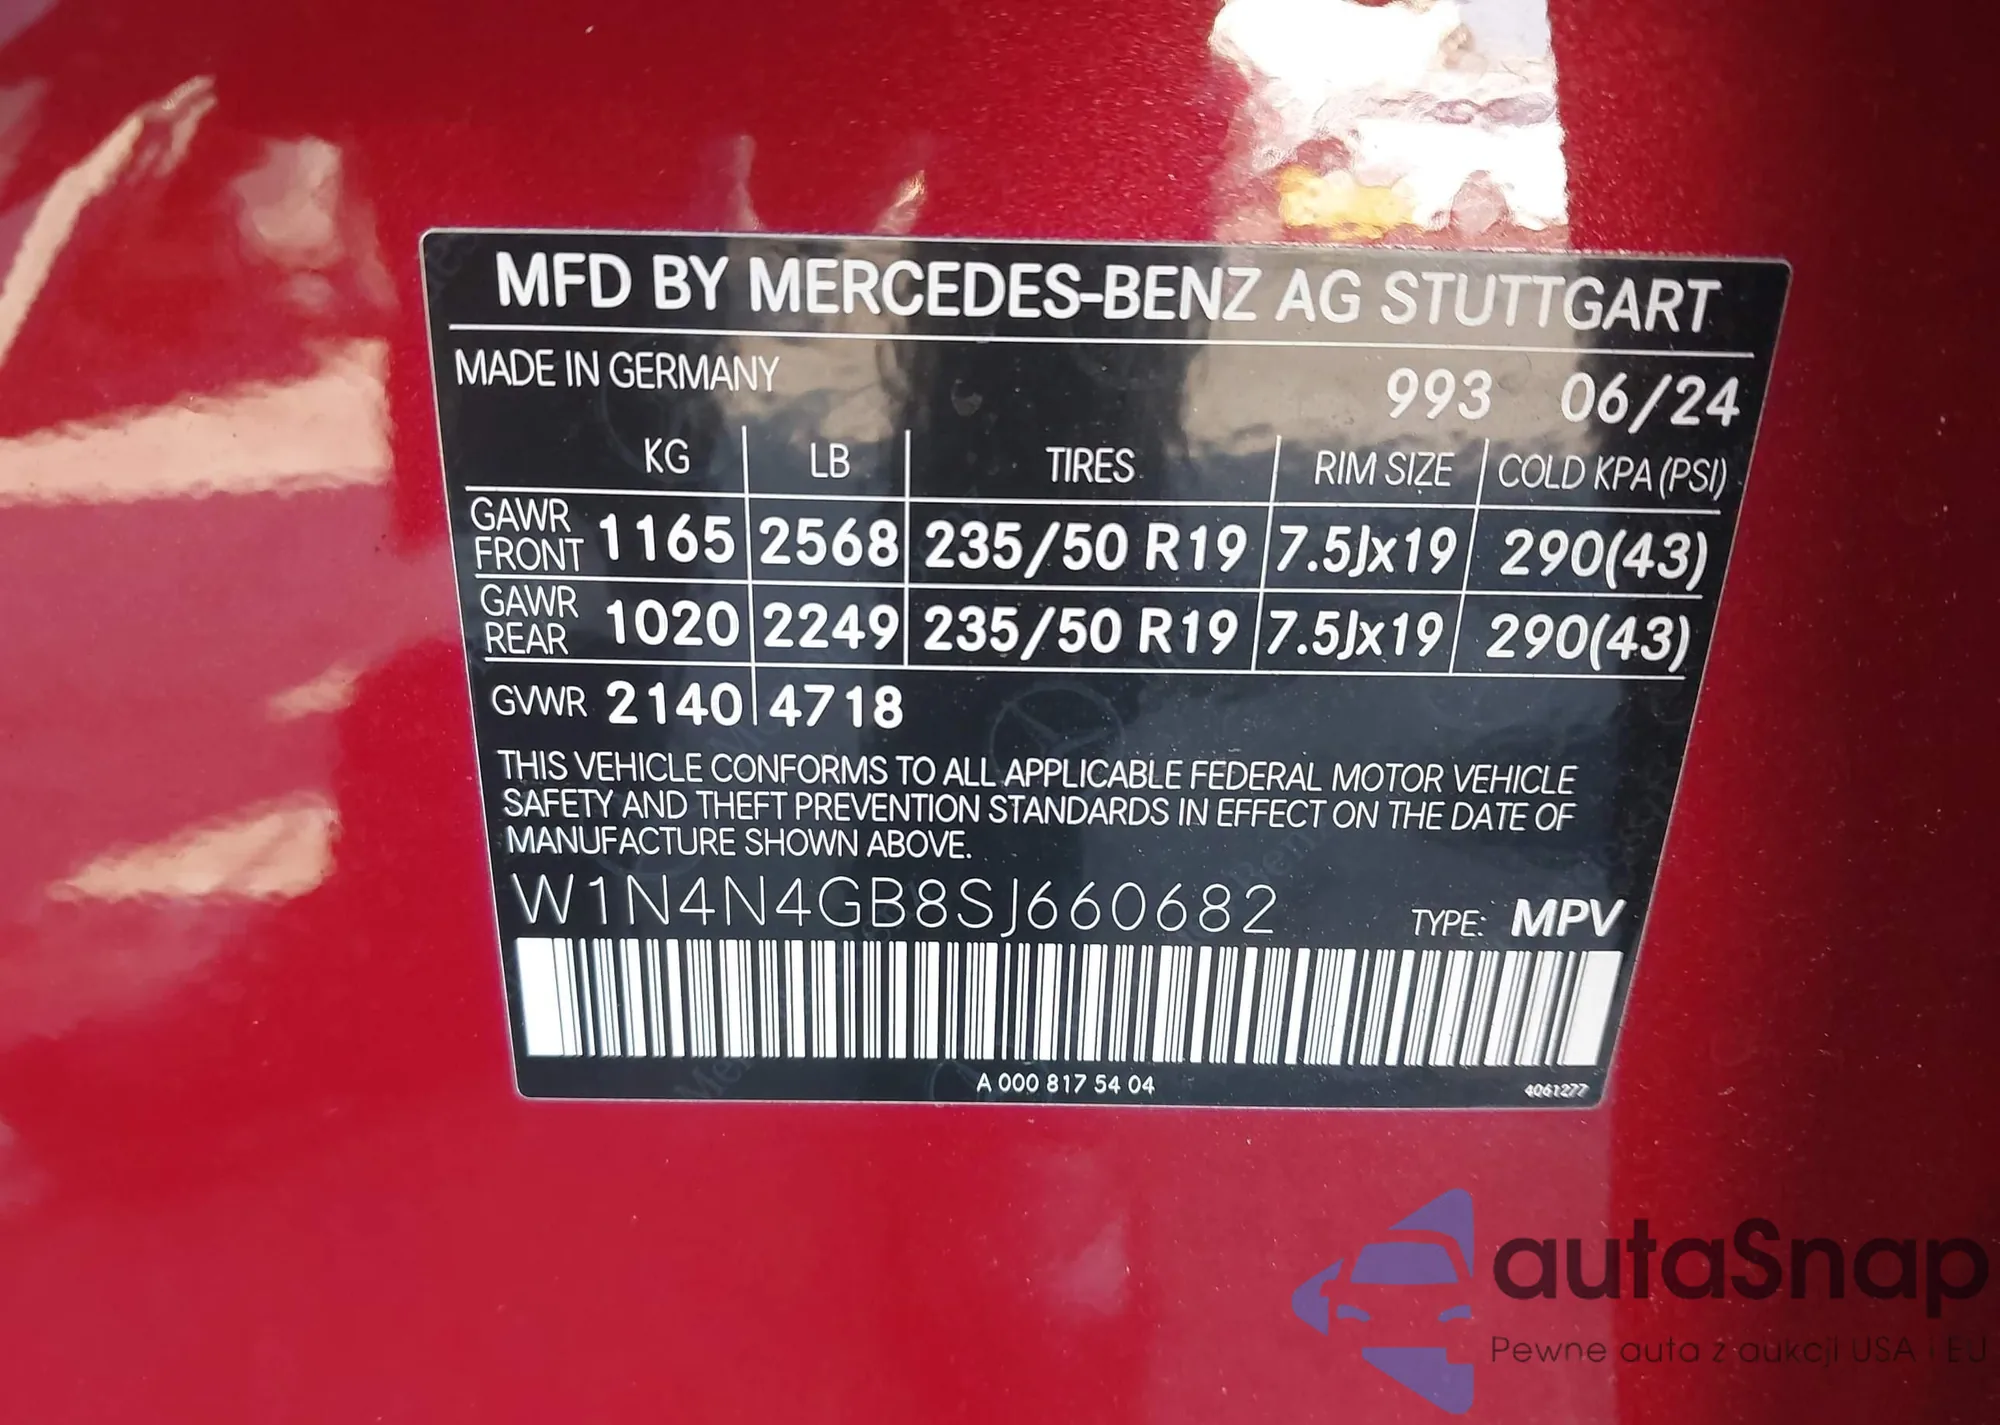 MFD BY MERCEDES-BENZ AG STUTTGART
MADE IN GERMANY 993 06/24
KG LB TIRES RIM SIZE COLD KPA (PSI)
GAWR FRONT 1165 2568 235/50 R19 7.5Jx19 290(43)
GAWR REAR 1020 2249 235/50 R19 7.5Jx19 290(43)
GVWR 2140 4718
THIS VEHICLE CONFORMS TO ALL APPLICABLE FEDERAL MOTOR VEHICLE
SAFETY AND THEFT PREVENTION STANDARDS IN EFFECT ON THE DATE OF
MANUFACTURE SHOWN ABOVE.
W1N4N4GB8SJ660682 TYPE: MPV
A 000 817 54 04 4061277
autaSnap
Pewne auta z aukcji USA i EU